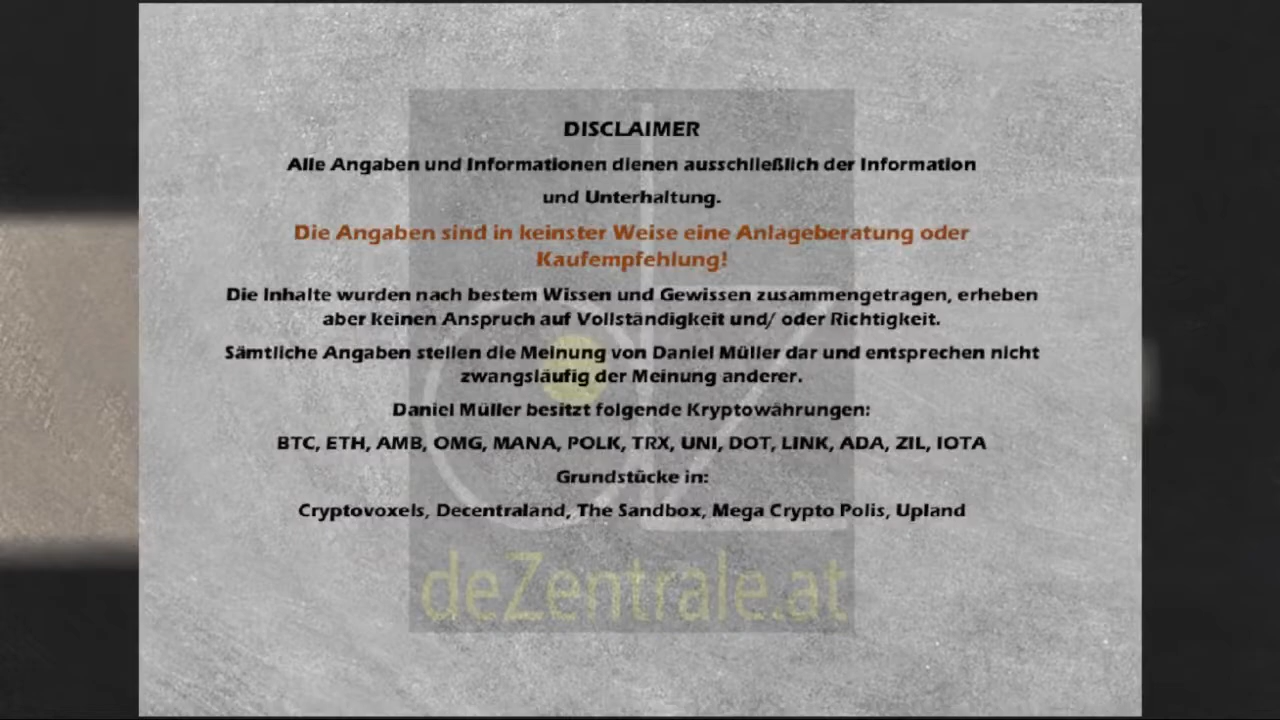 DISCLAIMER
Alle Angaben und Informationen dienen ausschließlich der Information
und Unterhaltung.
Die Angaben sind in keinster Weise eine Anlageberatung oder
Kaufempfehlung!
Die Inhalte wurden nach bestem Wissen und Gewissen zusammengetragen, erheben
aber keinen Anspruch auf Vollständigkeit und/ oder Richtigkeit.
Sämtliche Angaben stellen die Meinung von Daniel Müller dar und entsprechen nicht
zwangsläufig der Meinung anderer.
Daniel Müller besitzt folgende Kryptowährungen:
BTC, ETH, AMB, OMG, MANA, POLK, TRX, UNI, DOT, LINK, ADA, ZIL, IOTA
Grundstücke in:
Cryptovoxels, Decentraland, The Sandbox, Mega Crypto Polis, Upland
deZentrale.at